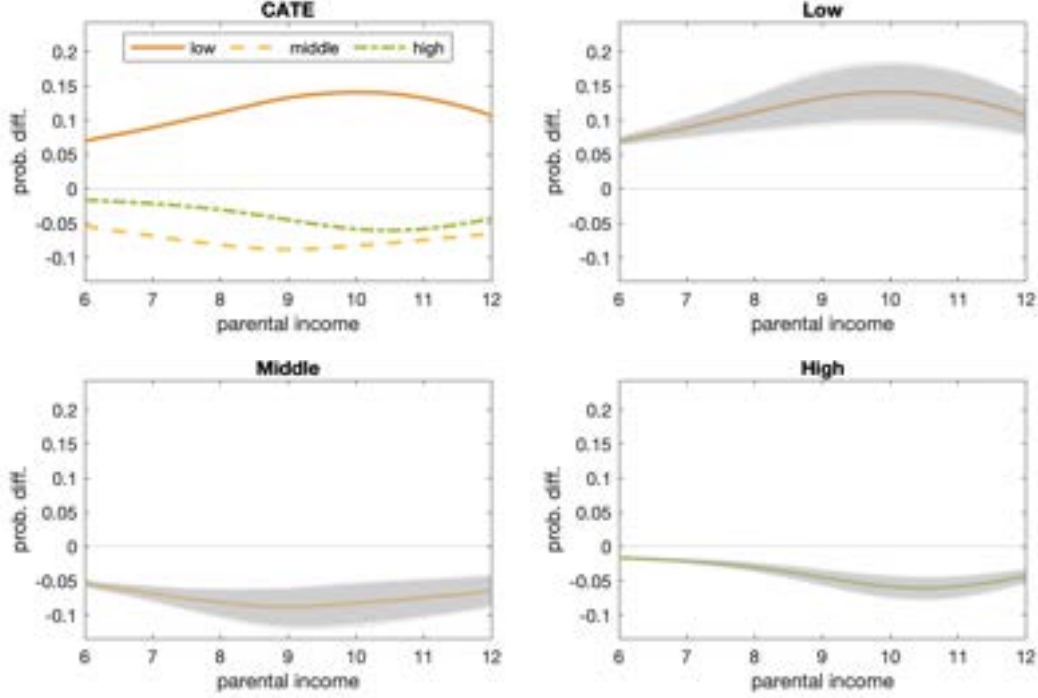 CATE
low middle high
prob. diff.
0.2
0.15
0.1
0.05
0
-0.05
-0.1
6 7 8 9 10 11 12
parental income
Low
prob. diff.
0.2
0.15
0.1
0.05
0
-0.05
-0.1
6 7 8 9 10 11 12
parental income
Middle
prob. diff.
0.2
0.15
0.1
0.05
0
-0.05
-0.1
6 7 8 9 10 11 12
parental income
High
prob. diff.
0.2
0.15
0.1
0.05
0
-0.05
-0.1
6 7 8 9 10 11 12
parental income